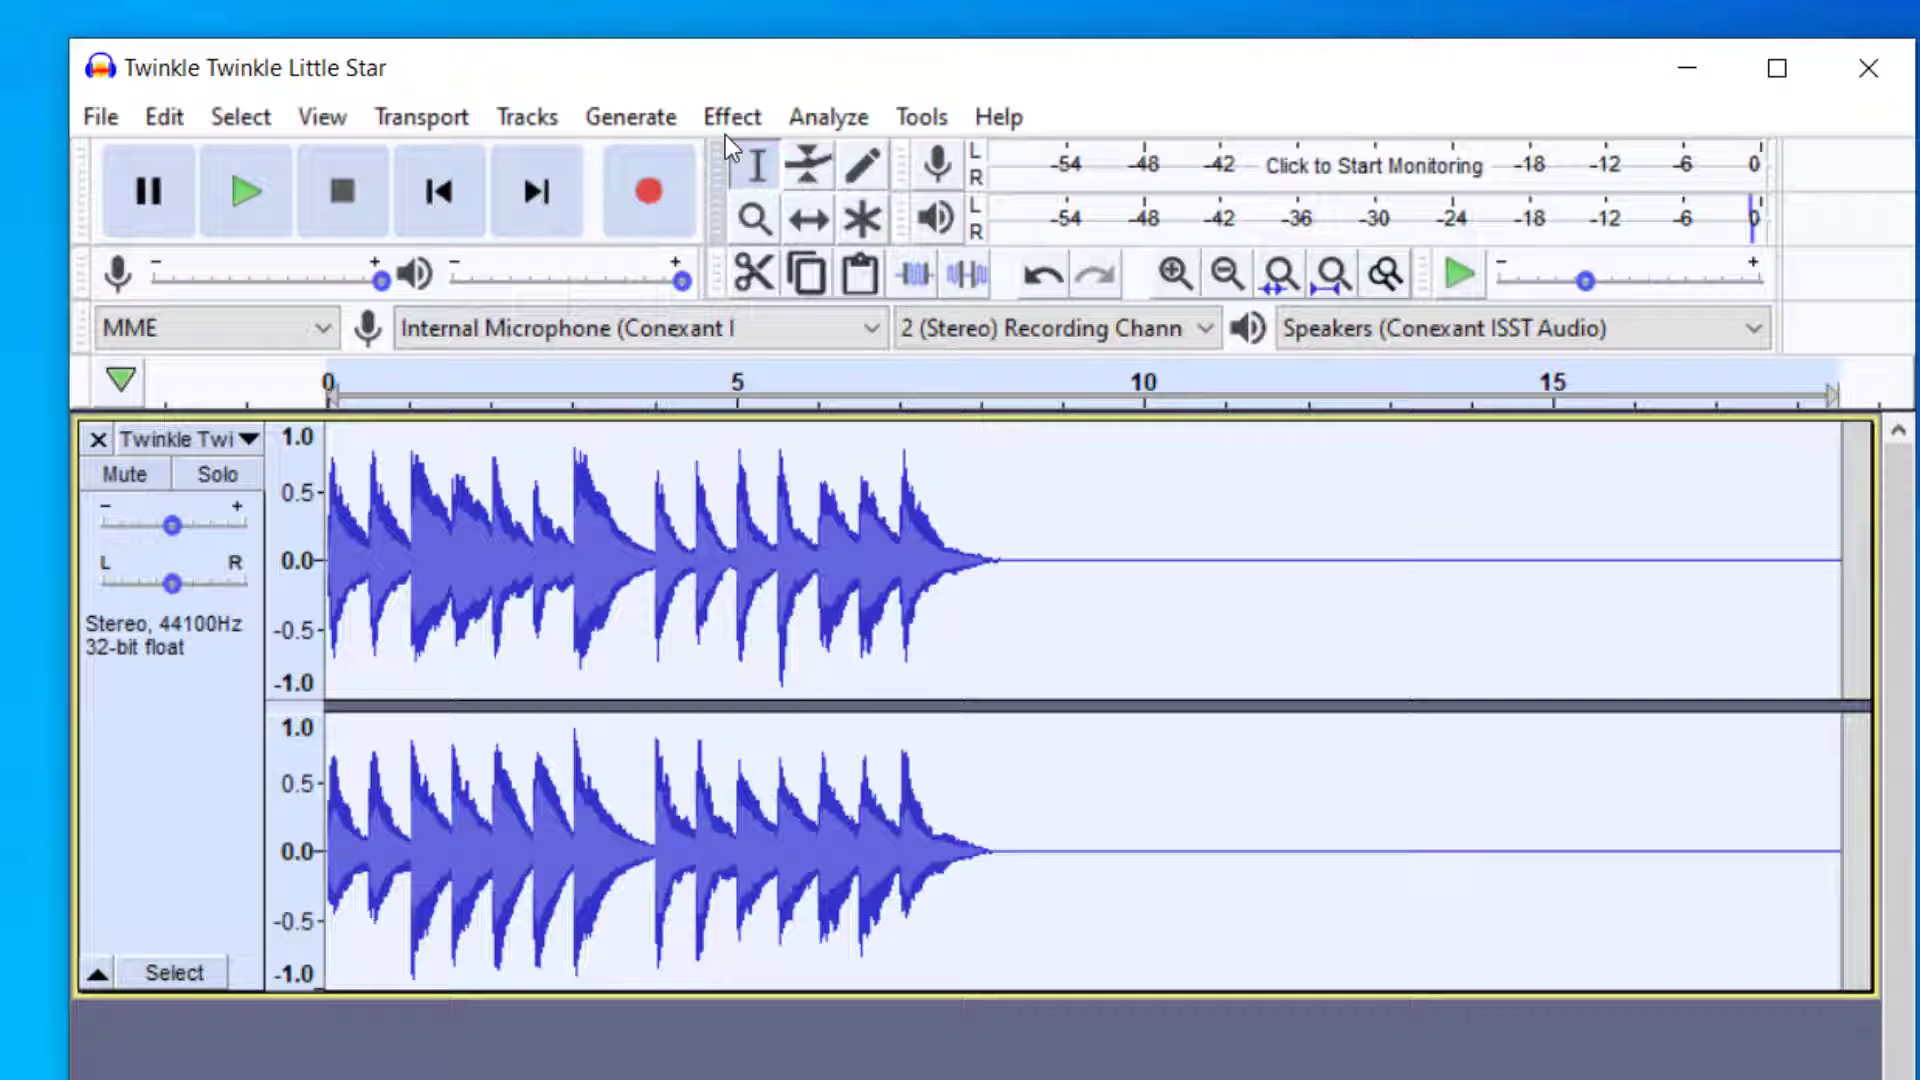 Twinkle Twinkle Little Star
File Edit Select View Transport Tracks Generate Effect Analyze Tools Help
L
R
-54 -48 -42 Click to Start Monitoring -18 -12 -6 0
L
R
-54 -48 -42 -36 -30 -24 -18 -12 -6 0
- + - + - +
MME Internal Microphone (Conexant I 2 (Stereo) Recording Chann Speakers (Conexant ISST Audio)
0 5 10 15
Twinkle Twi
Mute Solo
- +
L R
Stereo, 44100Hz
32-bit float
Select
1.0
0.5-
0.0-
-0.5-
-1.0
1.0
0.5-
0.0-
-0.5-
-1.0